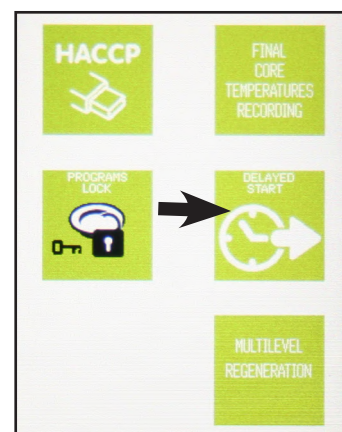 HACCP
FINAL
CORE
TEMPERATURES
RECORDING
PROGRAMS
LOCK
DELAYED
START
MULTILEVEL
REGENERATION